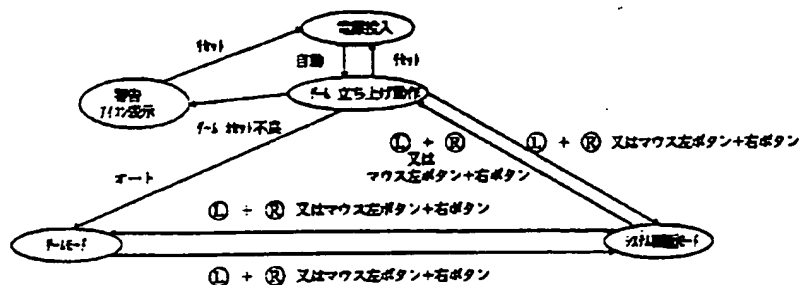 電源投入
リセット
自動
リセット
ゲーム 立ち上げ動作
警告
アイコン表示
ゲーム カセット不良
Ⓛ + Ⓡ
又は
マウス左ボタン+右ボタン
Ⓛ + Ⓡ 又はマウス左ボタン+右ボタン
オート
Ⓛ + Ⓡ 又はマウス左ボタン+右ボタン
ゲームモード
システム画面モード
Ⓛ + Ⓡ 又はマウス左ボタン+右ボタン